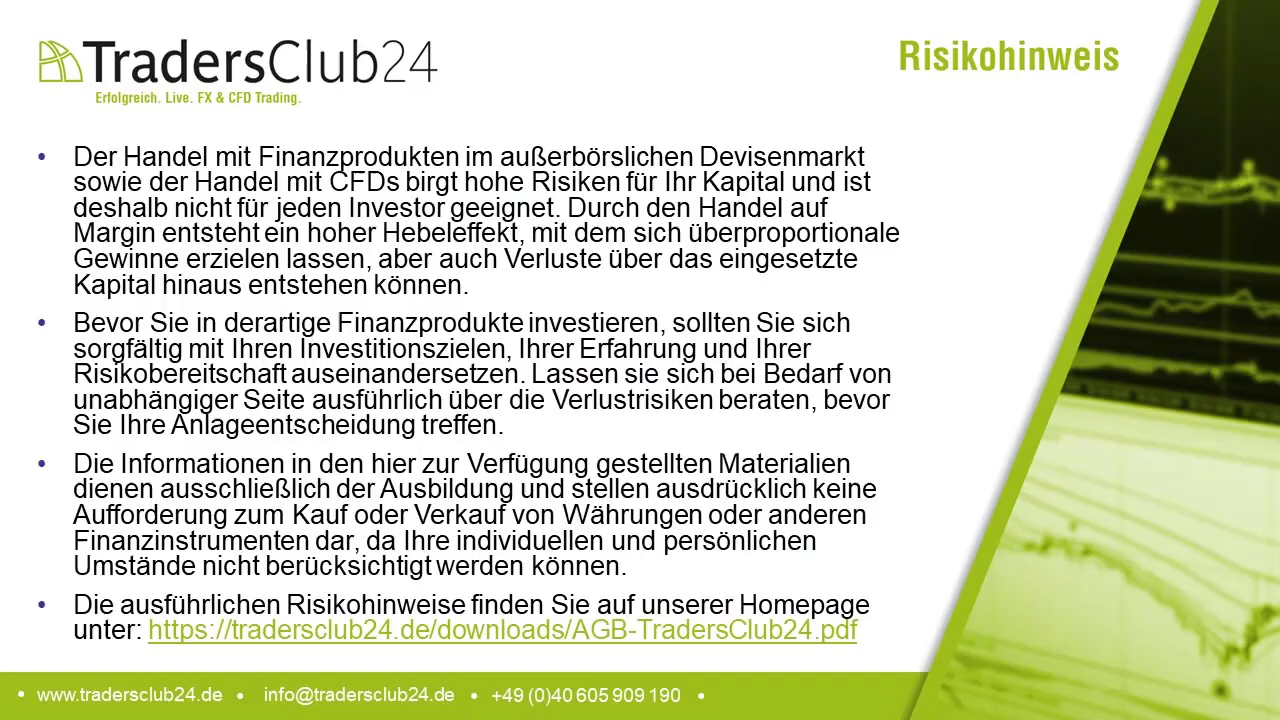 TradersClub24
Erfolgreich. Live. FX & CFD Trading.
Risikohinweis
• Der Handel mit Finanzprodukten im außerbörslichen Devisenmarkt
sowie der Handel mit CFDs birgt hohe Risiken für Ihr Kapital und ist
deshalb nicht für jeden Investor geeignet. Durch den Handel auf
Margin entsteht ein hoher Hebeleffekt, mit dem sich überproportionale
Gewinne erzielen lassen, aber auch Verluste über das eingesetzte
Kapital hinaus entstehen können.
• Bevor Sie in derartige Finanzprodukte investieren, sollten Sie sich
sorgfältig mit Ihren Investitionszielen, Ihrer Erfahrung und Ihrer
Risikobereitschaft auseinandersetzen. Lassen sie sich bei Bedarf von
unabhängiger Seite ausführlich über die Verlustrisiken beraten, bevor
Sie Ihre Anlageentscheidung treffen.
• Die Informationen in den hier zur Verfügung gestellten Materialien
dienen ausschließlich der Ausbildung und stellen ausdrücklich keine
Aufforderung zum Kauf oder Verkauf von Währungen oder anderen
Finanzinstrumenten dar, da Ihre individuellen und persönlichen
Umstände nicht berücksichtigt werden können.
• Die ausführlichen Risikohinweise finden Sie auf unserer Homepage
unter: https://tradersclub24.de/downloads/AGB-TradersClub24.pdf
• www.tradersclub24.de • info@tradersclub24.de • +49 (0)40 605 909 190 •